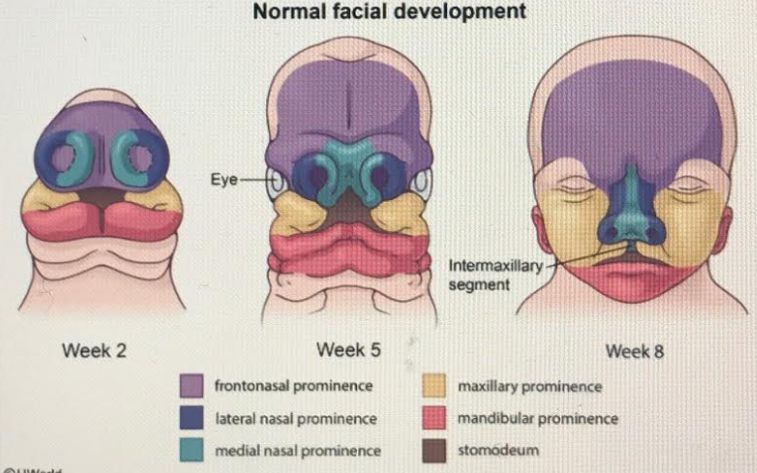 Normal facial development
Eye
Intermaxillary
segment
Week 2
Week 5
Week 8
frontonasal prominence
lateral nasal prominence
medial nasal prominence
maxillary prominence
mandibular prominence
stomodeum
©UWorld